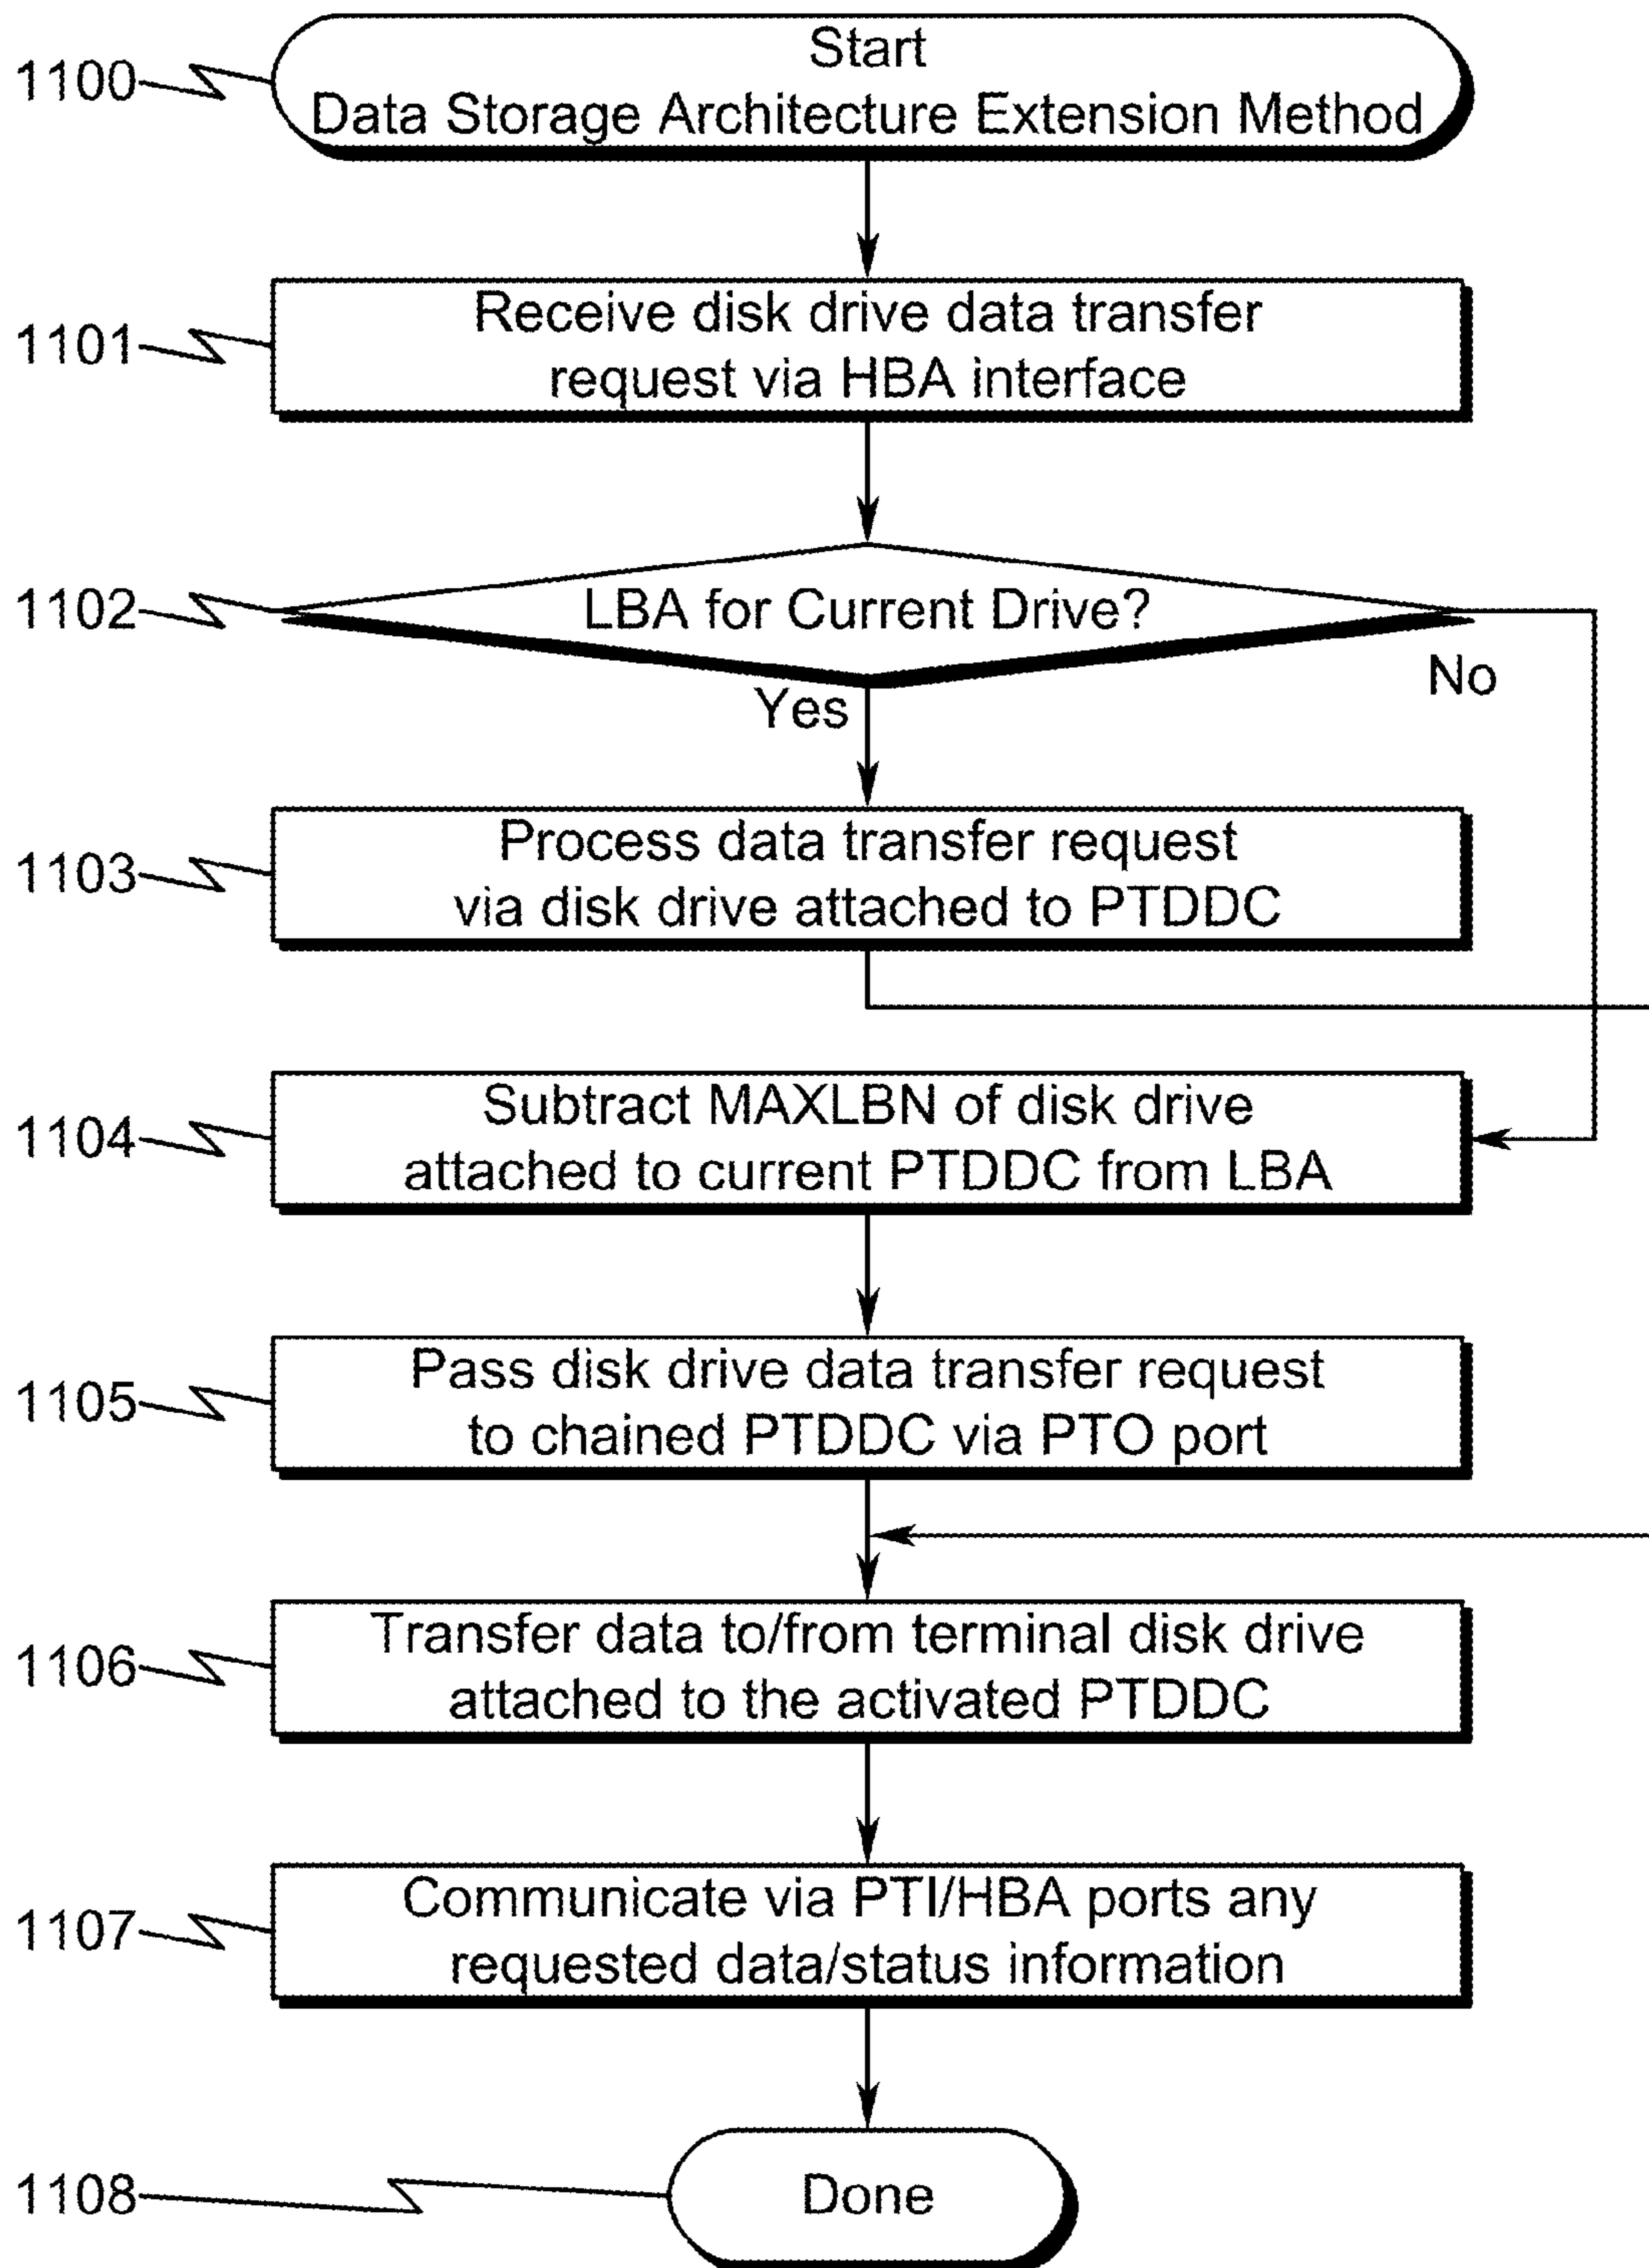 1100
Start
Data Storage Architecture Extension Method
1101
Receive disk drive data transfer
request via HBA interface
1102
LBA for Current Drive?
No
Yes
1103
Process data transfer request
via disk drive attached to PTDDC
1104
Subtract MAXLBN of disk drive
attached to current PTDDC from LBA
1105
Pass disk drive data transfer request
to chained PTDDC via PTO port
1106
Transfer data to/from terminal disk drive
attached to the activated PTDDC
1107
Communicate via PTI/HBA ports any
requested data/status information
1108
Done